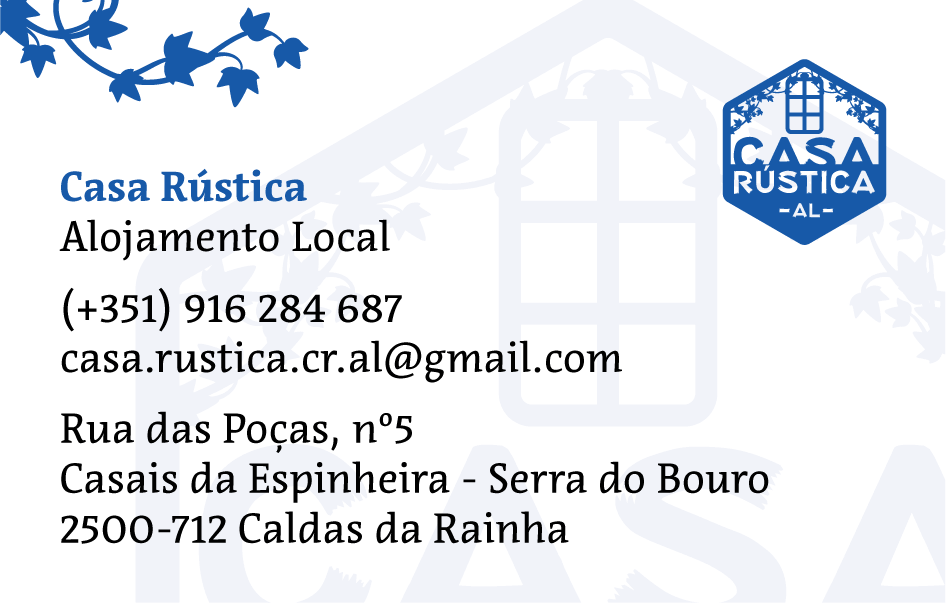 CASA
RÚSTICA
-AL-
Casa Rústica
Alojamento Local
(+351) 916 284 687
casa.rustica.cr.al@gmail.com
Rua das Poças, nº5
Casais da Espinheira - Serra do Bouro
2500-712 Caldas da Rainha
CASA